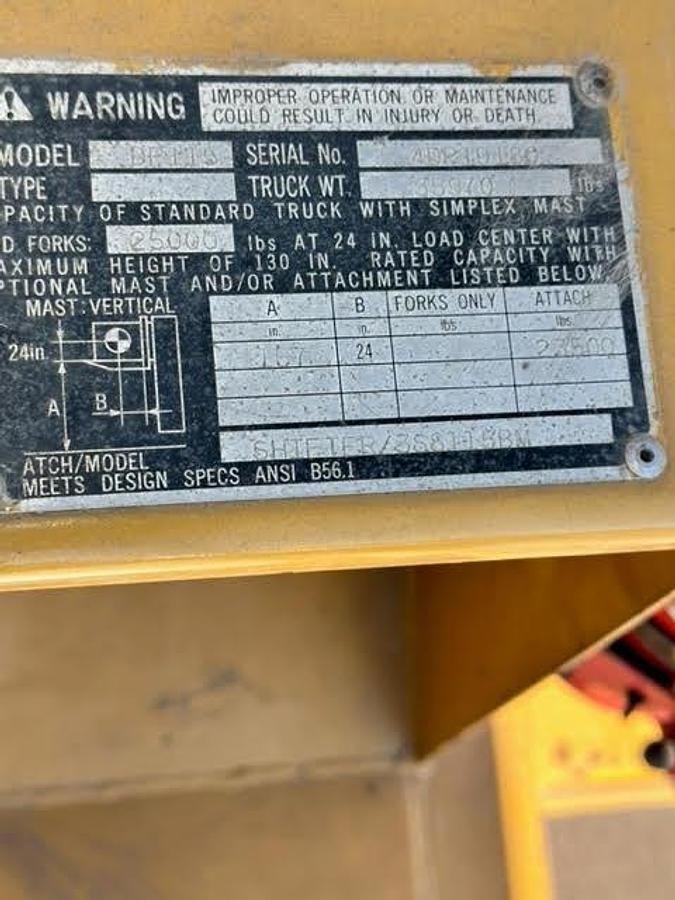 WARNING IMPROPER OPERATION OR MAINTENANCE
COULD RESULT IN INJURY OR DEATH
MODEL SERIAL No.
TYPE TRUCK WT. lbs
PACITY OF STANDARD TRUCK WITH SIMPLEX MAST
D. FORKS: 25000 lbs AT 24 IN. LOAD CENTER WITH
AXIMUM HEIGHT OF 130 IN. RATED CAPACITY WITH
PTIONAL MAST AND/OR ATTACHMENT LISTED BELOW
MAST: VERTICAL
A B FORKS ONLY ATTACH
in. in. lbs lbs.
24in. 24 23500
A B
SHIFTER/
ATCH/MODEL
MEETS DESIGN SPECS ANSI B56.1